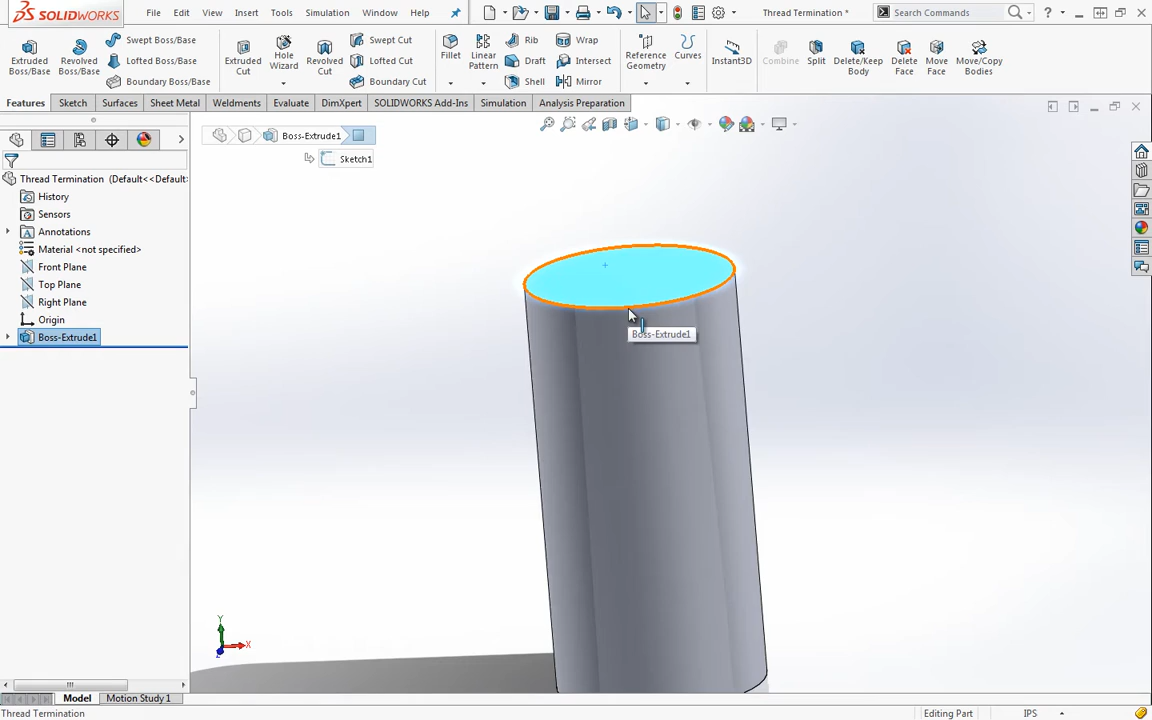 SOLIDWORKS File Edit View Insert Tools Simulation Window Help Thread Termination * Search Commands ?
Extruded Boss/Base
Revolved Boss/Base
Swept Boss/Base
Lofted Boss/Base
Boundary Boss/Base
Extruded Cut
Hole Wizard
Revolved Cut
Swept Cut
Lofted Cut
Boundary Cut
Fillet
Linear Pattern
Rib
Draft
Shell
Wrap
Intersect
Mirror
Reference Geometry
Curves
Instant3D
Combine
Split
Delete/Keep Body
Delete Face
Move Face
Move/Copy Bodies
Features Sketch Surfaces Sheet Metal Weldments Evaluate DimXpert SOLIDWORKS Add-Ins Simulation Analysis Preparation
Boss-Extrude1
Sketch1
Thread Termination (Default<<Default
History
Sensors
Annotations
Material <not specified>
Front Plane
Top Plane
Right Plane
Origin
Boss-Extrude1
Boss-Extrude1
Y
X
Z
Model Motion Study 1
Thread Termination Editing Part IPS